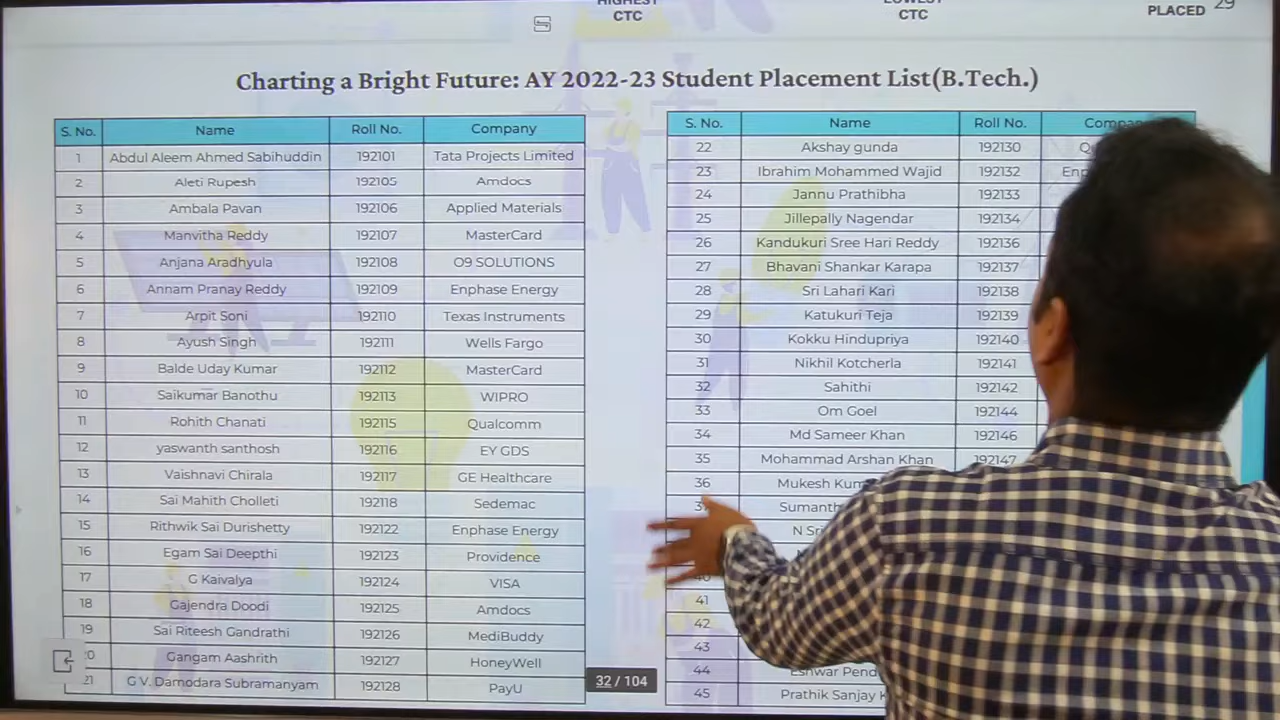 HIGHEST
CTC
LOWEST
CTC
PLACED
29
Charting a Bright Future: AY 2022-23 Student Placement List(B.Tech.)
S. No. Name Roll No. Company
1 Abdul Aleem Ahmed Sabihuddin 192101 Tata Projects Limited
2 Aleti Rupesh 192105 Amdocs
3 Ambala Pavan 192106 Applied Materials
4 Manvitha Reddy 192107 MasterCard
5 Anjana Aradhyula 192108 O9 SOLUTIONS
6 Annam Pranay Reddy 192109 Enphase Energy
7 Arpit Soni 192110 Texas Instruments
8 Ayush Singh 192111 Wells Fargo
9 Balde Uday Kumar 192112 MasterCard
10 Saikumar Banothu 192113 WIPRO
11 Rohith Chanati 192115 Qualcomm
12 yaswanth santhosh 192116 EY GDS
13 Vaishnavi Chirala 192117 GE Healthcare
14 Sai Mahith Cholleti 192118 Sedemac
15 Rithwik Sai Durishetty 192122 Enphase Energy
16 Egam Sai Deepthi 192123 Providence
17 G Kaivalya 192124 VISA
18 Gajendra Doodi 192125 Amdocs
19 Sai Riteesh Gandrathi 192126 MediBuddy
Gangam Aashrith 192127 HoneyWell
21 G V. Damodara Subramanyam 192128 PayU
S. No. Name Roll No.
22 Akshay gunda 192130
23 Ibrahim Mohammed Wajid 192132
24 Jannu Prathibha 192133
25 Jillepally Nagendar 192134
26 Kandukuri Sree Hari Reddy 192136
27 Bhavani Shankar Karapa 192137
28 Sri Lahari Kari 192138
29 Katukuri Teja 192139
30 Kokku Hindupriya 192140
31 Nikhil Kotcherla 192141
32 Sahithi 192142
33 Om Goel 192144
34 Md Sameer Khan 192146
35 Mohammad Arshan Khan 192147
36 Mukesh
Sumanth
N
40
41
42
43
44 Eshwar
45 Prathik Sanjay
32 / 104